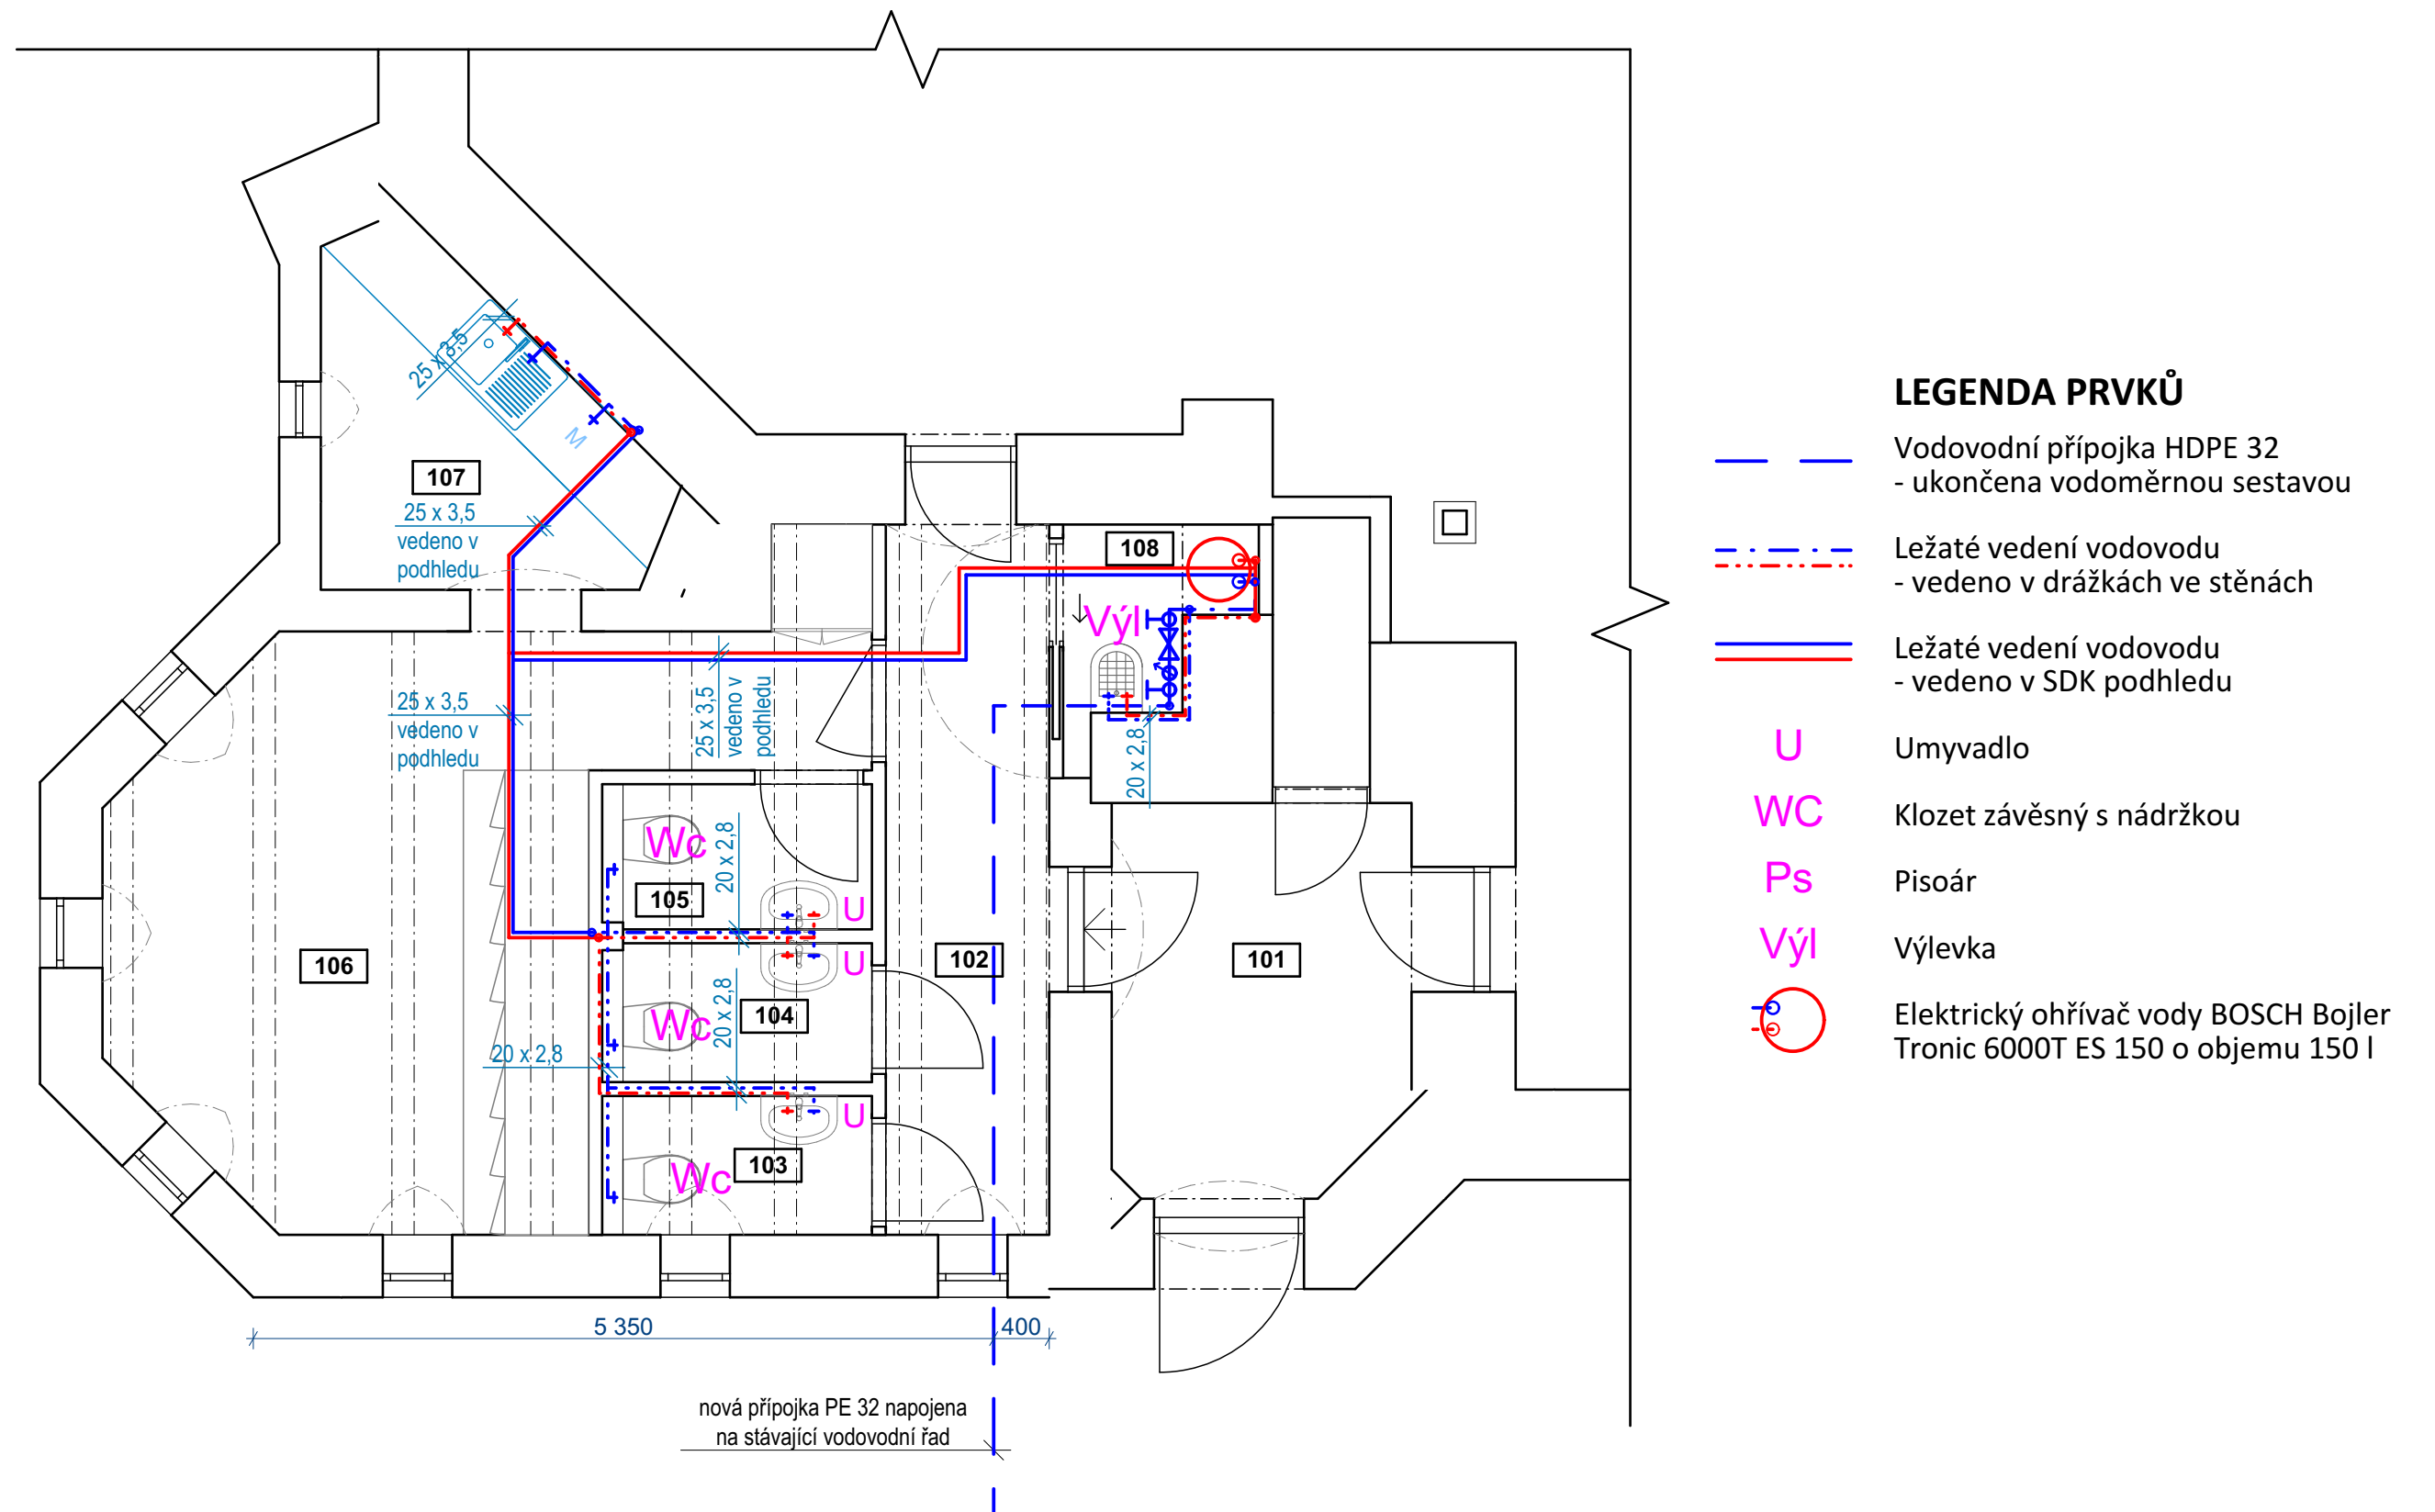 25 x 3,5
M
107
25 x 3,5
vedeno v
podhledu
108
Výl
25 x 3,5
vedeno v
podhledu
25 x 3,5
vedeno v
podhledu
20 x 2,8
Wc
20 x 2,8
105
U
U
106
102
101
104
Wc
20 x 2,8
20 x 2,8
U
103
Wc
5 350
400
nová přípojka PE 32 napojena
na stávající vodovodní řad
LEGENDA PRVKŮ
Vodovodní přípojka HDPE 32
- ukončena vodoměrnou sestavou
Ležaté vedení vodovodu
- vedeno v drážkách ve stěnách
Ležaté vedení vodovodu
- vedeno v SDK podhledu
U
Umyvadlo
WC
Klozet závěsný s nádržkou
Ps
Pisoár
Výl
Výlevka
Elektrický ohřívač vody BOSCH Bojler
Tronic 6000T ES 150 o objemu 150 l